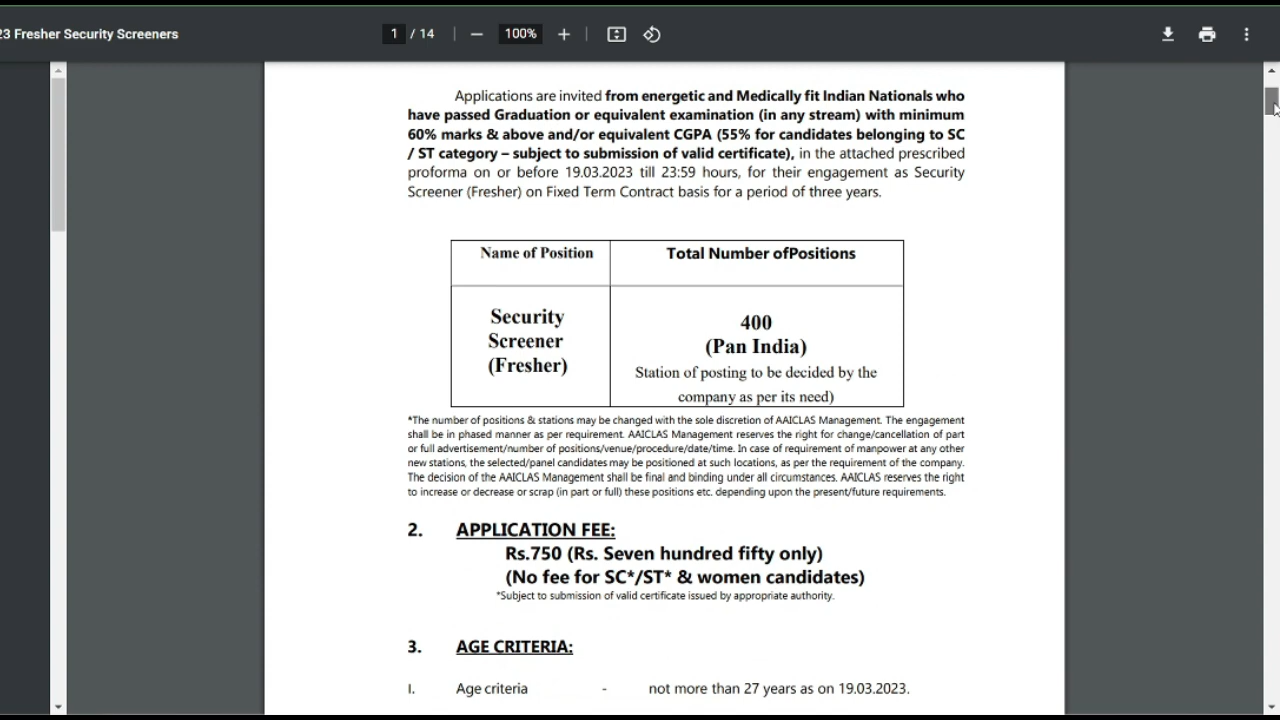 23 Fresher Security Screeners
1 / 14
100%
Applications are invited from energetic and Medically fit Indian Nationals who
have passed Graduation or equivalent examination (in any stream) with minimum
60% marks & above and/or equivalent CGPA (55% for candidates belonging to SC
/ ST category – subject to submission of valid certificate), in the attached prescribed
proforma on or before 19.03.2023 till 23:59 hours, for their engagement as Security
Screener (Fresher) on Fixed Term Contract basis for a period of three years.
Name of Position
Total Number ofPositions
Security
Screener
(Fresher)
400
(Pan India)
Station of posting to be decided by the
company as per its need)
*The number of positions & stations may be changed with the sole discretion of AAICLAS Management. The engagement
shall be in phased manner as per requirement. AAICLAS Management reserves the right for change/cancellation of part
or full advertisement/number of positions/venue/procedure/date/time. In case of requirement of manpower at any other
new stations, the selected/panel candidates may be positioned at such locations, as per the requirement of the company.
The decision of the AAICLAS Management shall be final and binding under all circumstances. AAICLAS reserves the right
to increase or decrease or scrap (in part or full) these positions etc. depending upon the present/future requirements.
2. APPLICATION FEE:
Rs.750 (Rs. Seven hundred fifty only)
(No fee for SC*/ST* & women candidates)
*Subject to submission of valid certificate issued by appropriate authority.
3. AGE CRITERIA:
I. Age criteria - not more than 27 years as on 19.03.2023.